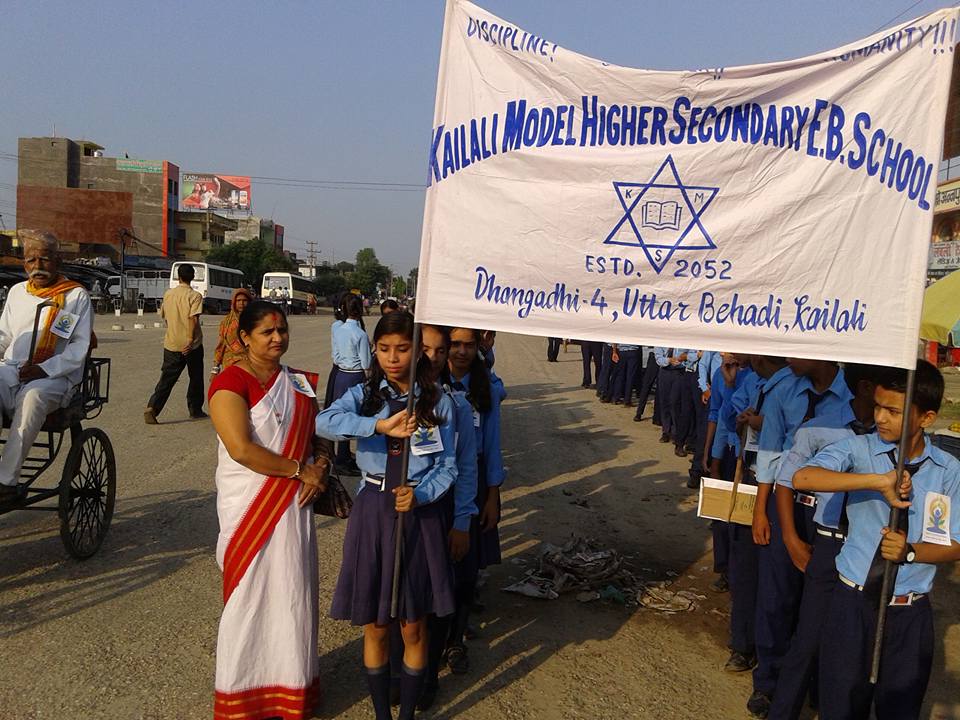 DISCIPLINE!
HUMANITY!!!
KAILALI MODEL HIGHER SECONDARY E.B. SCHOOL
K M
S
ESTD. 2052
Dhangadhi-4, Uttar Behadi, Kailali